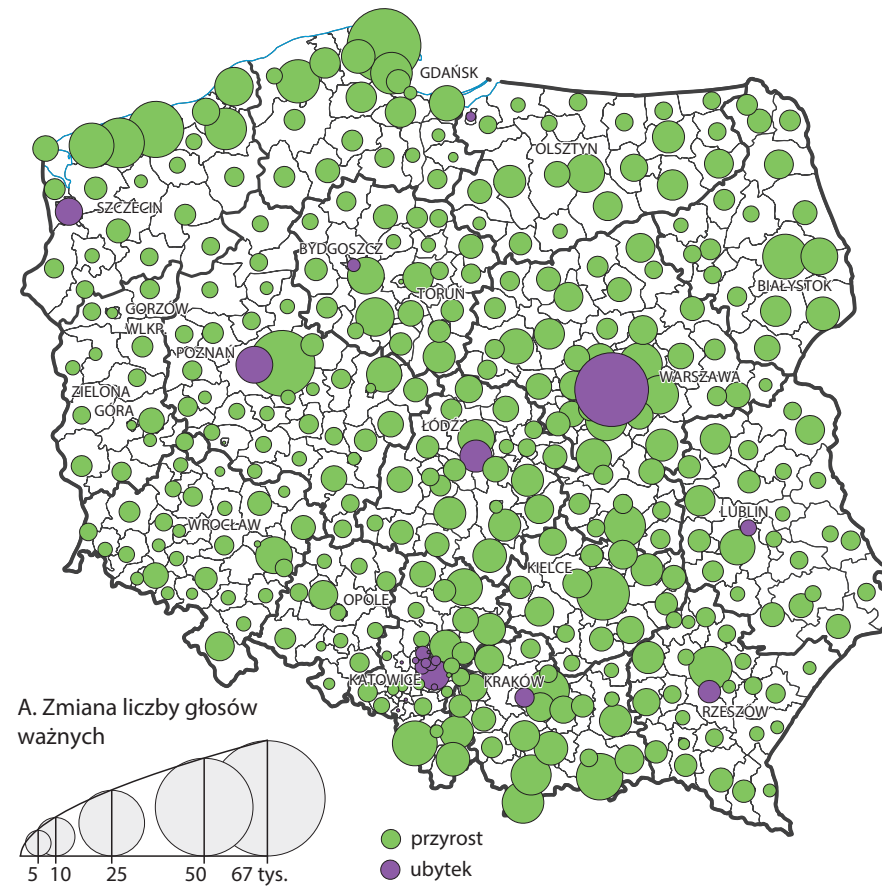 GDAŃSK
OLSZTYN
SZCZECIN
BYDGOSZCZ
BIAŁYSTOK
TORUŃ
GORZÓW
WLKP.
POZNAŃ
WARSZAWA
ZIELONA
GÓRA
ŁÓDŹ
LUBLIN
WROCŁAW
KIELCE
OPOLE
KATOWICE
KRAKÓW
RZESZÓW
A. Zmiana liczby głosów
ważnych
5 10 25 50 67 tys.
przyrost
ubytek